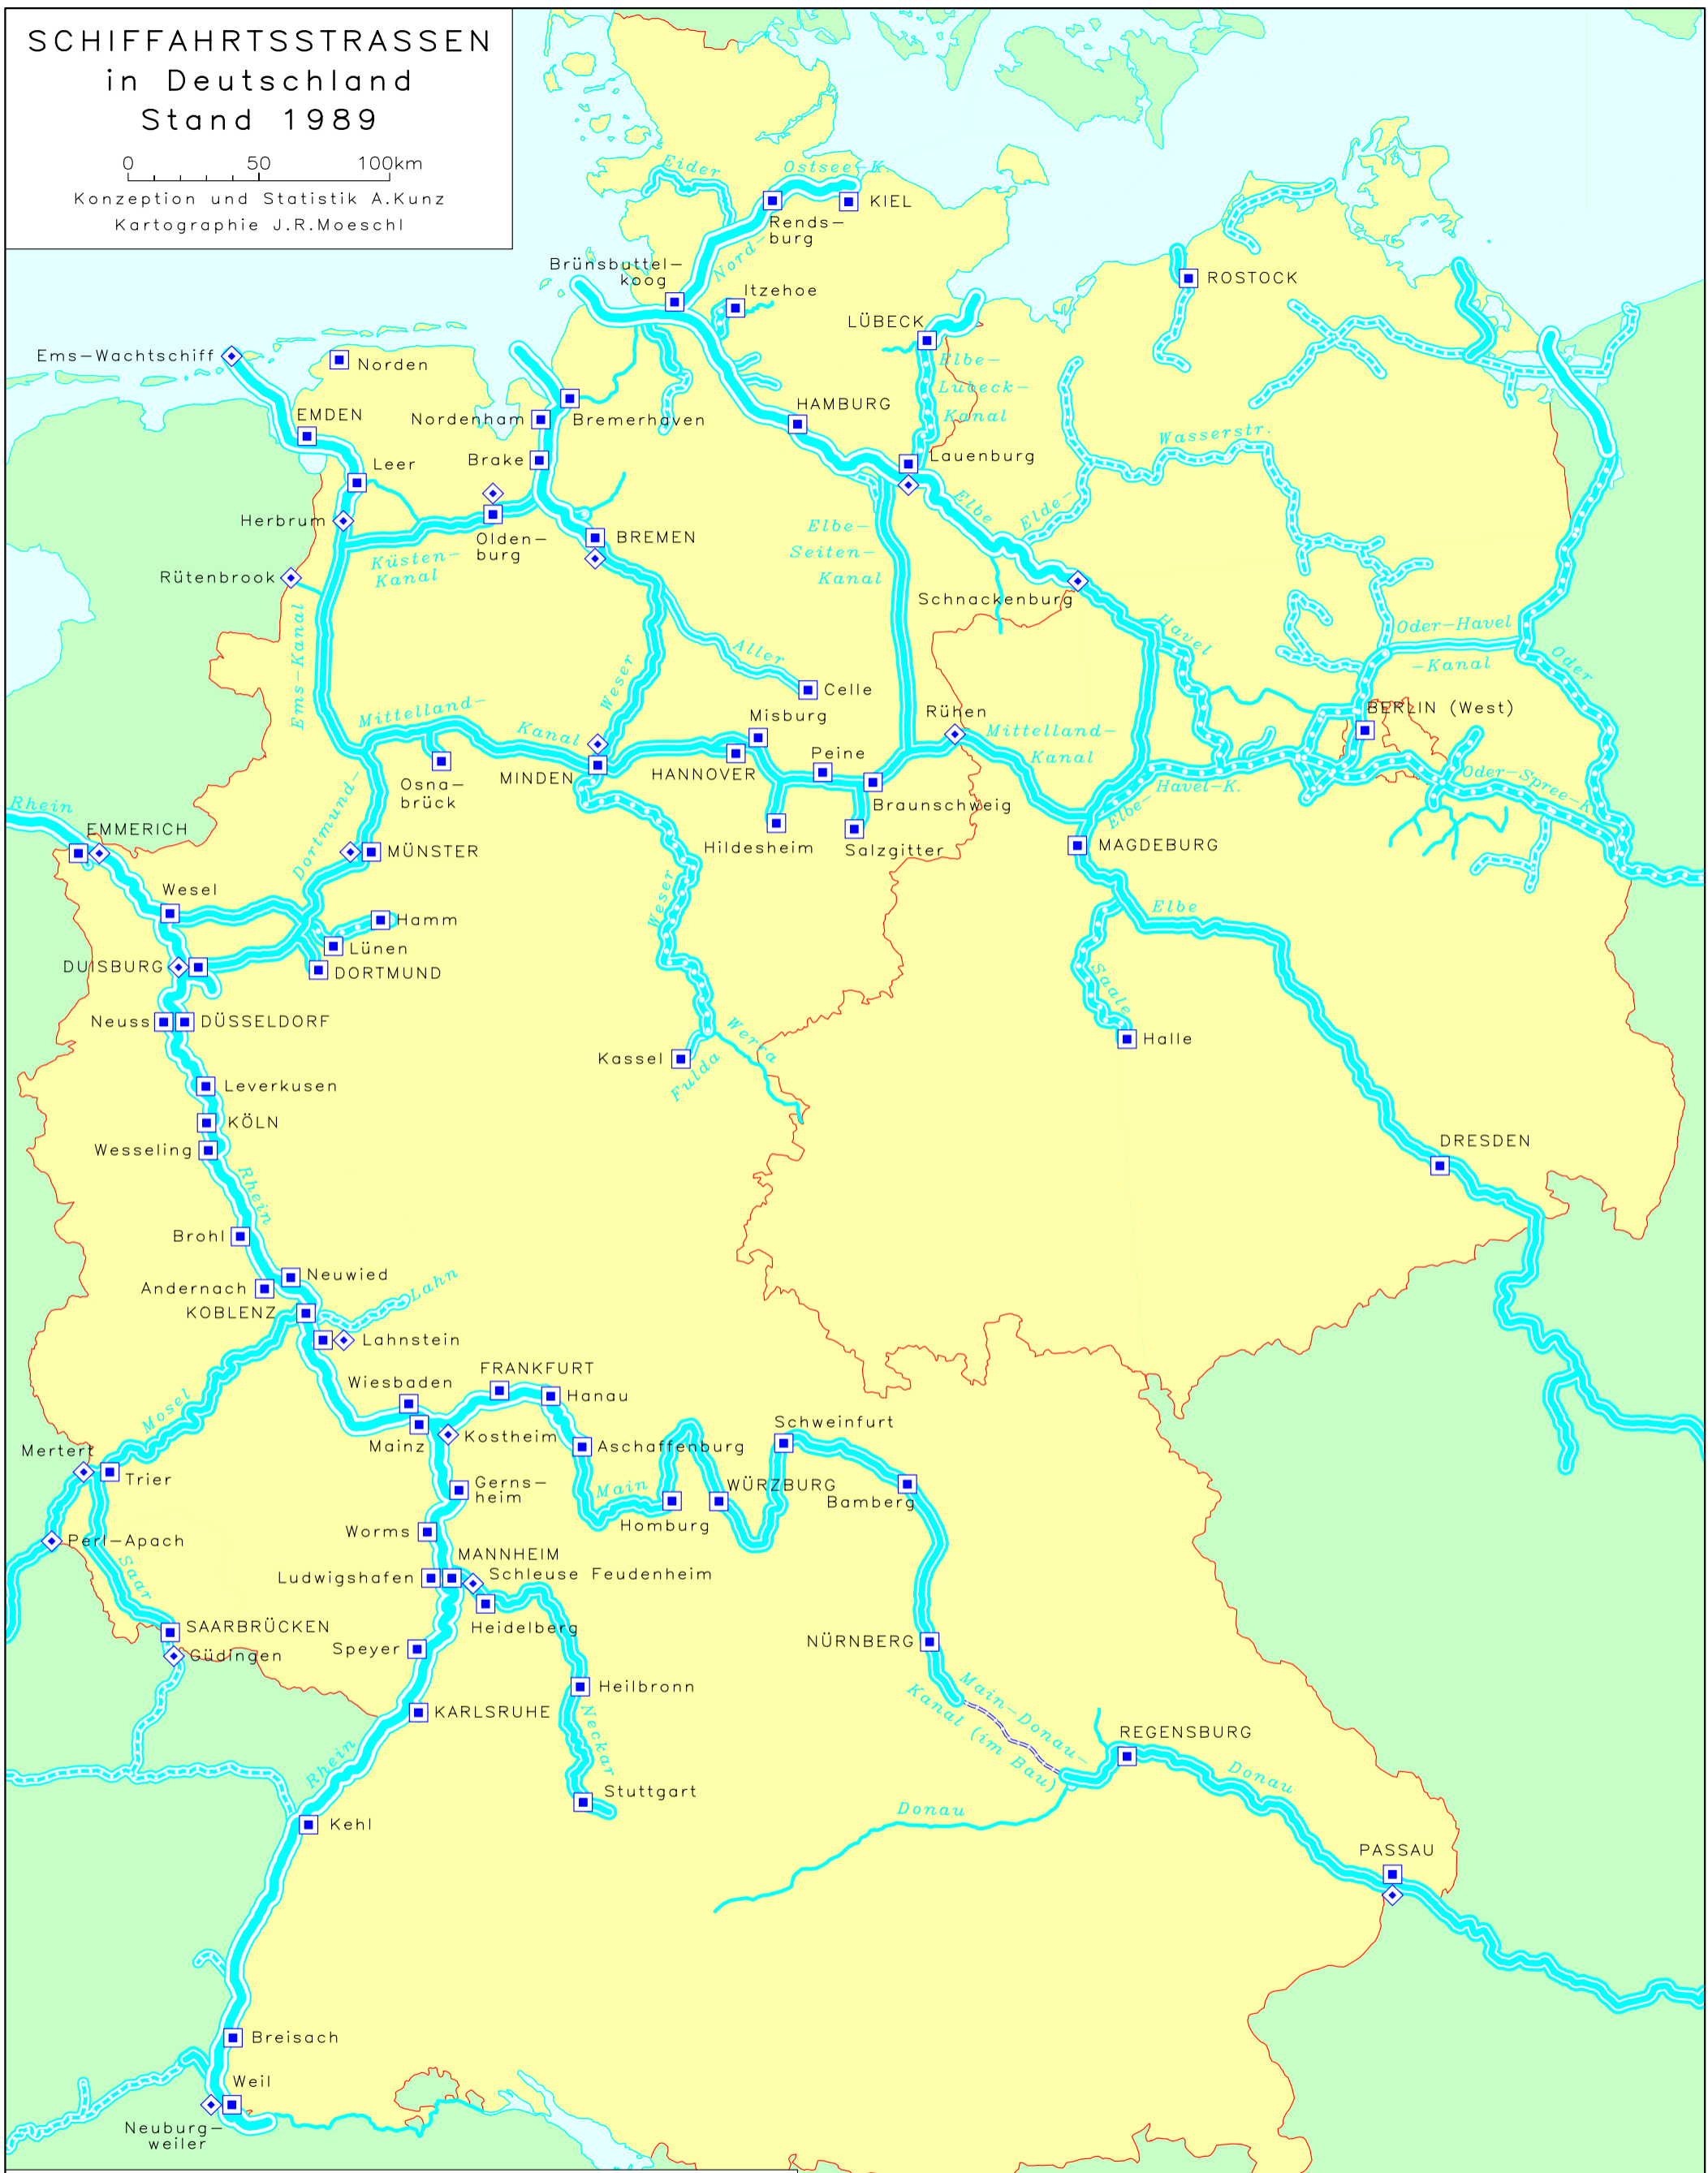 SCHIFFAHRTSSTRASSEN
in Deutschland
Stand 1989
0 50 100km
Konzeption und Statistik A.Kunz
Kartographie J.R.Moeschl
Eider
Ostsee-K.
KIEL
Rends-
burg
Nord-
Brünsbuttel-
koog
Itzehoe
ROSTOCK
LÜBECK
Elbe-
Lübeck-
Kanal
Ems-Wachtschiff
Norden
EMDEN
Nordenham
Bremerhaven
HAMBURG
Wasserstr.
Leer
Brake
Lauenburg
Elbe
Elde-
Herbrum
Olden-
burg
BREMEN
Elbe-
Seiten-
Kanal
Küsten-
Kanal
Rütenbrook
Schnackenburg
Ems-Kanal
Weser
Aller
Celle
Havel
Oder-Havel
-Kanal
Oder
Mittelland-
Kanal
Misburg
Rühen
Mittelland-
Kanal
BERLIN (West)
Osna-
brück
MINDEN
HANNOVER
Peine
Braunschweig
Elbe-
Havel-K.
Oder-Spree-K.
Rhein
EMMERICH
Dortmund-
MÜNSTER
Hildesheim
Salzgitter
MAGDEBURG
Wesel
Hamm
Weser
Elbe
Lünen
DUISBURG
DORTMUND
Saale
Neuss
DÜSSELDORF
Kassel
Fulda
Werra
Halle
Leverkusen
KÖLN
Wesseling
DRESDEN
Rhein
Brohl
Neuwied
Andernach
Lahn
KOBLENZ
Lahnstein
Wiesbaden
FRANKFURT
Hanau
Mosel
Mainz
Kostheim
Schweinfurt
Aschaffenburg
Mertert
Trier
Gerns-
heim
Main
Homburg
WÜRZBURG
Bamberg
Perl-Apach
Worms
MANNHEIM
Saar
Ludwigshafen
Schleuse Feudenheim
SAARBRÜCKEN
Heidelberg
Güdingen
Speyer
NÜRNBERG
Heilbronn
Neckar
KARLSRUHE
Main-Donau-
Kanal (im Bau)
REGENSBURG
Rhein
Stuttgart
Donau
Donau
Kehl
PASSAU
Breisach
Weil
Neuburg-
weiler